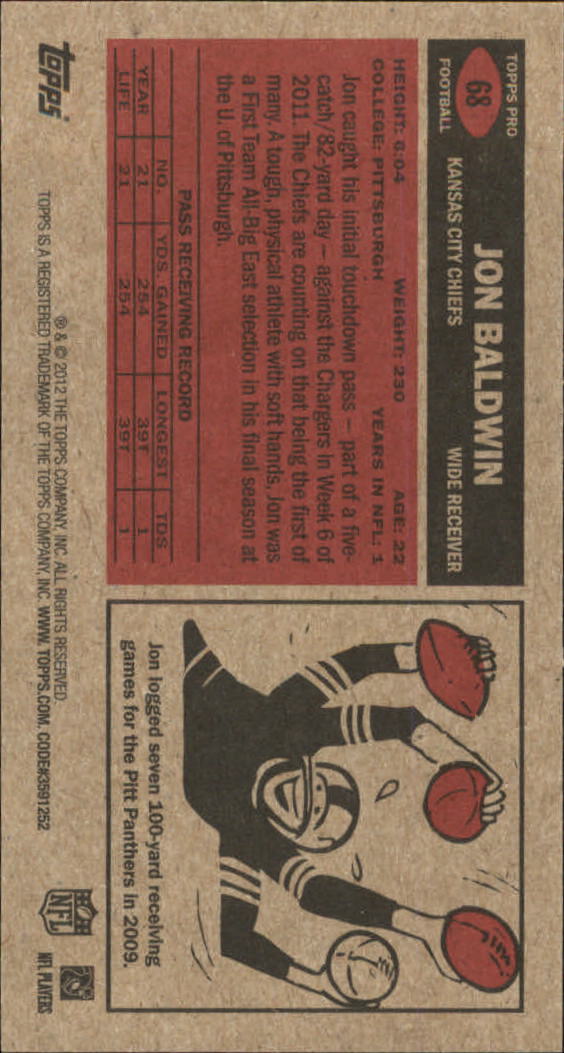 TOPPS PRO
68
FOOTBALL
JON BALDWIN
KANSAS CITY CHIEFS WIDE RECEIVER
HEIGHT: 6:04 WEIGHT: 230 AGE: 22
COLLEGE: PITTSBURGH YEARS IN NFL: 1
Jon caught his initial touchdown pass – part of a five-
catch/82-yard day – against the Chargers in Week 6 of
2011. The Chiefs are counting on that being the first of
many. A tough, physical athlete with soft hands, Jon was
a First Team All-Big East selection in his final season at
the U. of Pittsburgh.
PASS RECEIVING RECORD
NO. YDS. GAINED LONGEST TDS
YEAR 21 254 39T 1
LIFE 21 254 39T 1
Jon logged seven 100-yard receiving
games for the Pitt Panthers in 2009.
topps
® & © 2012 THE TOPPS COMPANY, INC. ALL RIGHTS RESERVED.
TOPPS IS A REGISTERED TRADEMARK OF THE TOPPS COMPANY, INC. WWW.TOPPS.COM. CODE#3591252
NFL
NFL PLAYERS